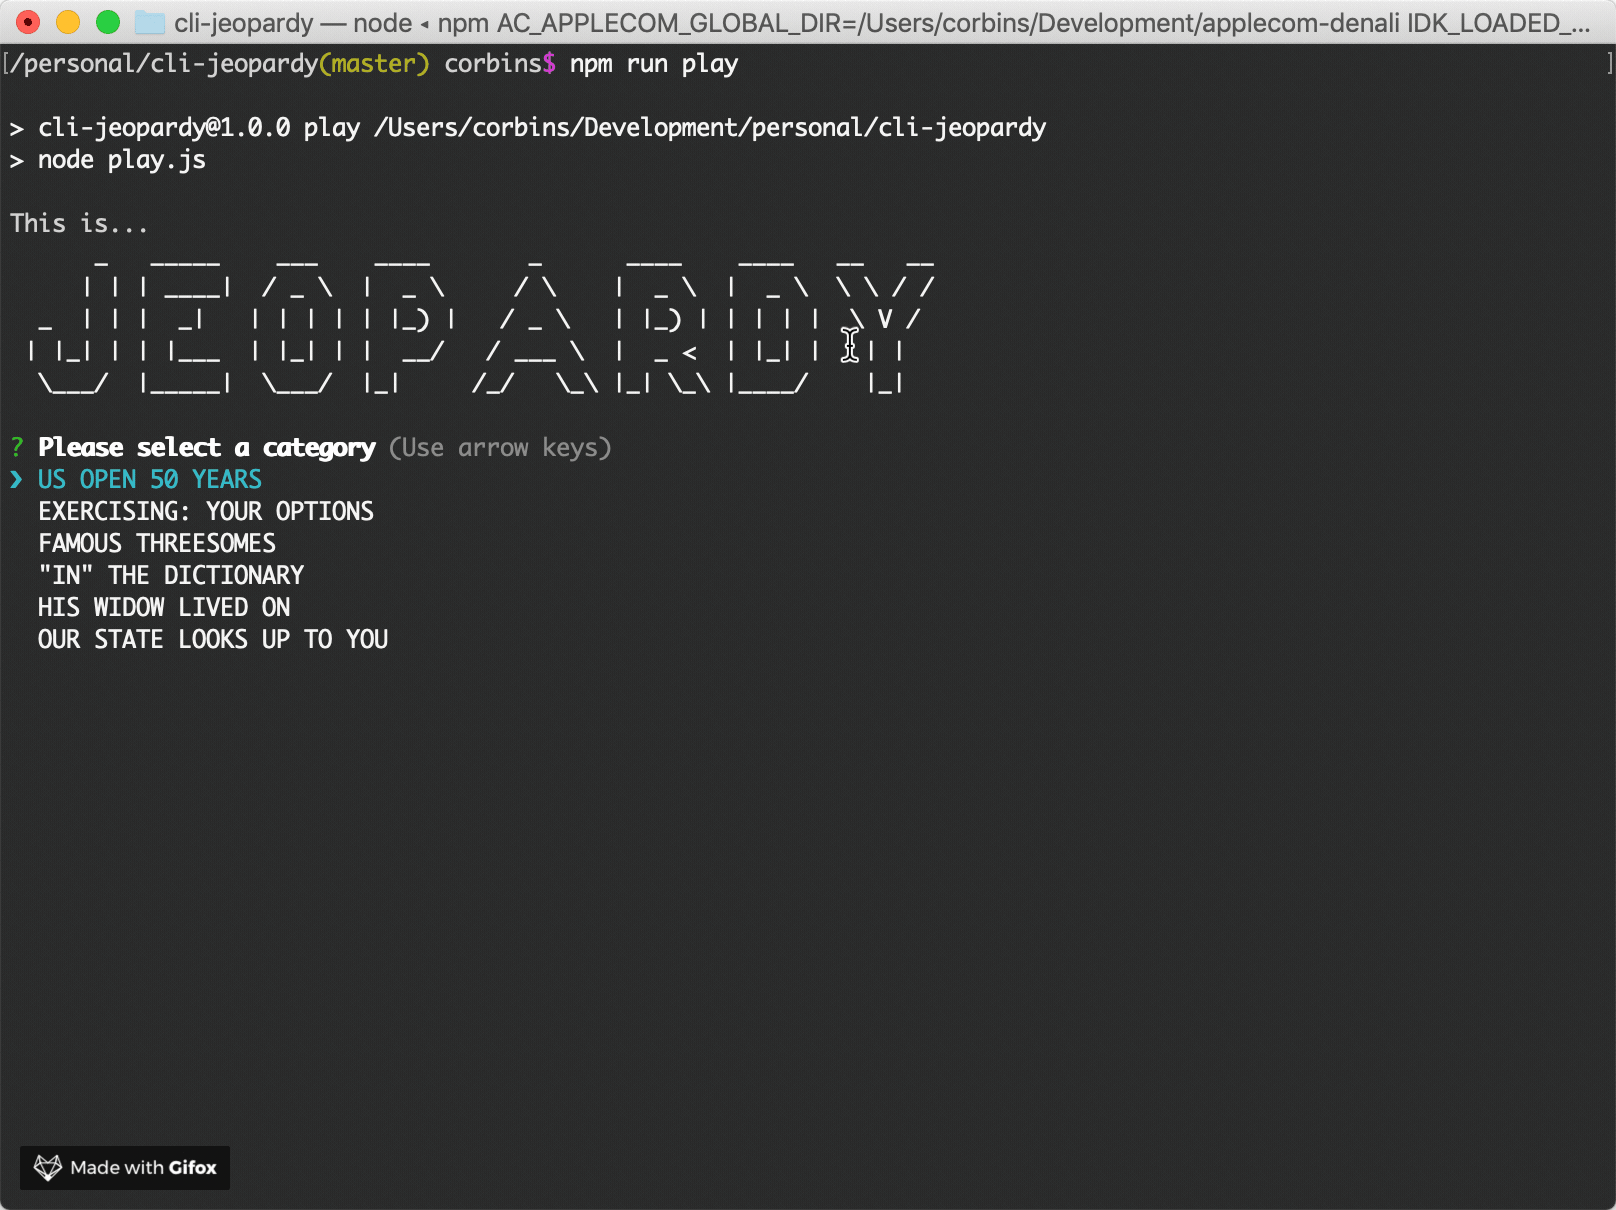 cli-jeopardy — node ◂ npm AC_APPLECOM_GLOBAL_DIR=/Users/corbins/Development/applecom-denali IDK_LOADED_...
[/personal/cli-jeopardy(master) corbins$ npm run play ]
> cli-jeopardy@1.0.0 play /Users/corbins/Development/personal/cli-jeopardy
> node play.js
This is...
JEOPARDY
? Please select a category (Use arrow keys)
❯ US OPEN 50 YEARS
EXERCISING: YOUR OPTIONS
FAMOUS THREESOMES
"IN" THE DICTIONARY
HIS WIDOW LIVED ON
OUR STATE LOOKS UP TO YOU
Made with Gifox